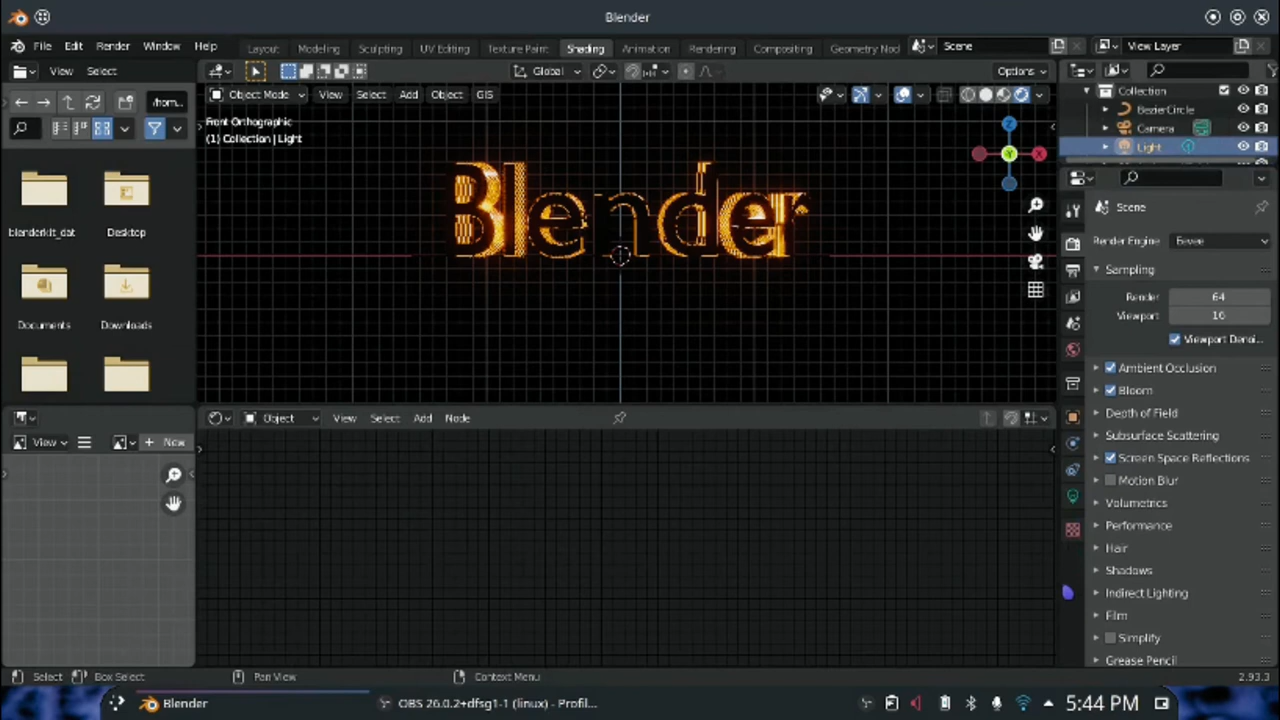 Blender
File Edit Render Window Help Layout Modeling Sculpting UV Editing Texture Paint Shading Animation Rendering Compositing Geometry Nod Scene View Layer
View Select Global Options
/hom...
Object Mode View Select Add Object GIS
Front Orthographic
(1) Collection | Light
Collection
BezierCircle
Camera
Light
Blender
blenderkit_dat Desktop
Documents Downloads
Scene
Render Engine Eevee
Sampling
Render 64
Viewport 16
Viewport Denoi...
Ambient Occlusion
Bloom
Depth of Field
Subsurface Scattering
Screen Space Reflections
Motion Blur
Volumetrics
Performance
Hair
Shadows
Indirect Lighting
Film
Simplify
Grease Pencil
Object View Select Add Node
View New
Select Box Select Pan View Context Menu 2.93.3
Blender OBS 26.0.2+dfsg1-1 (linux) - Profil... 5:44 PM